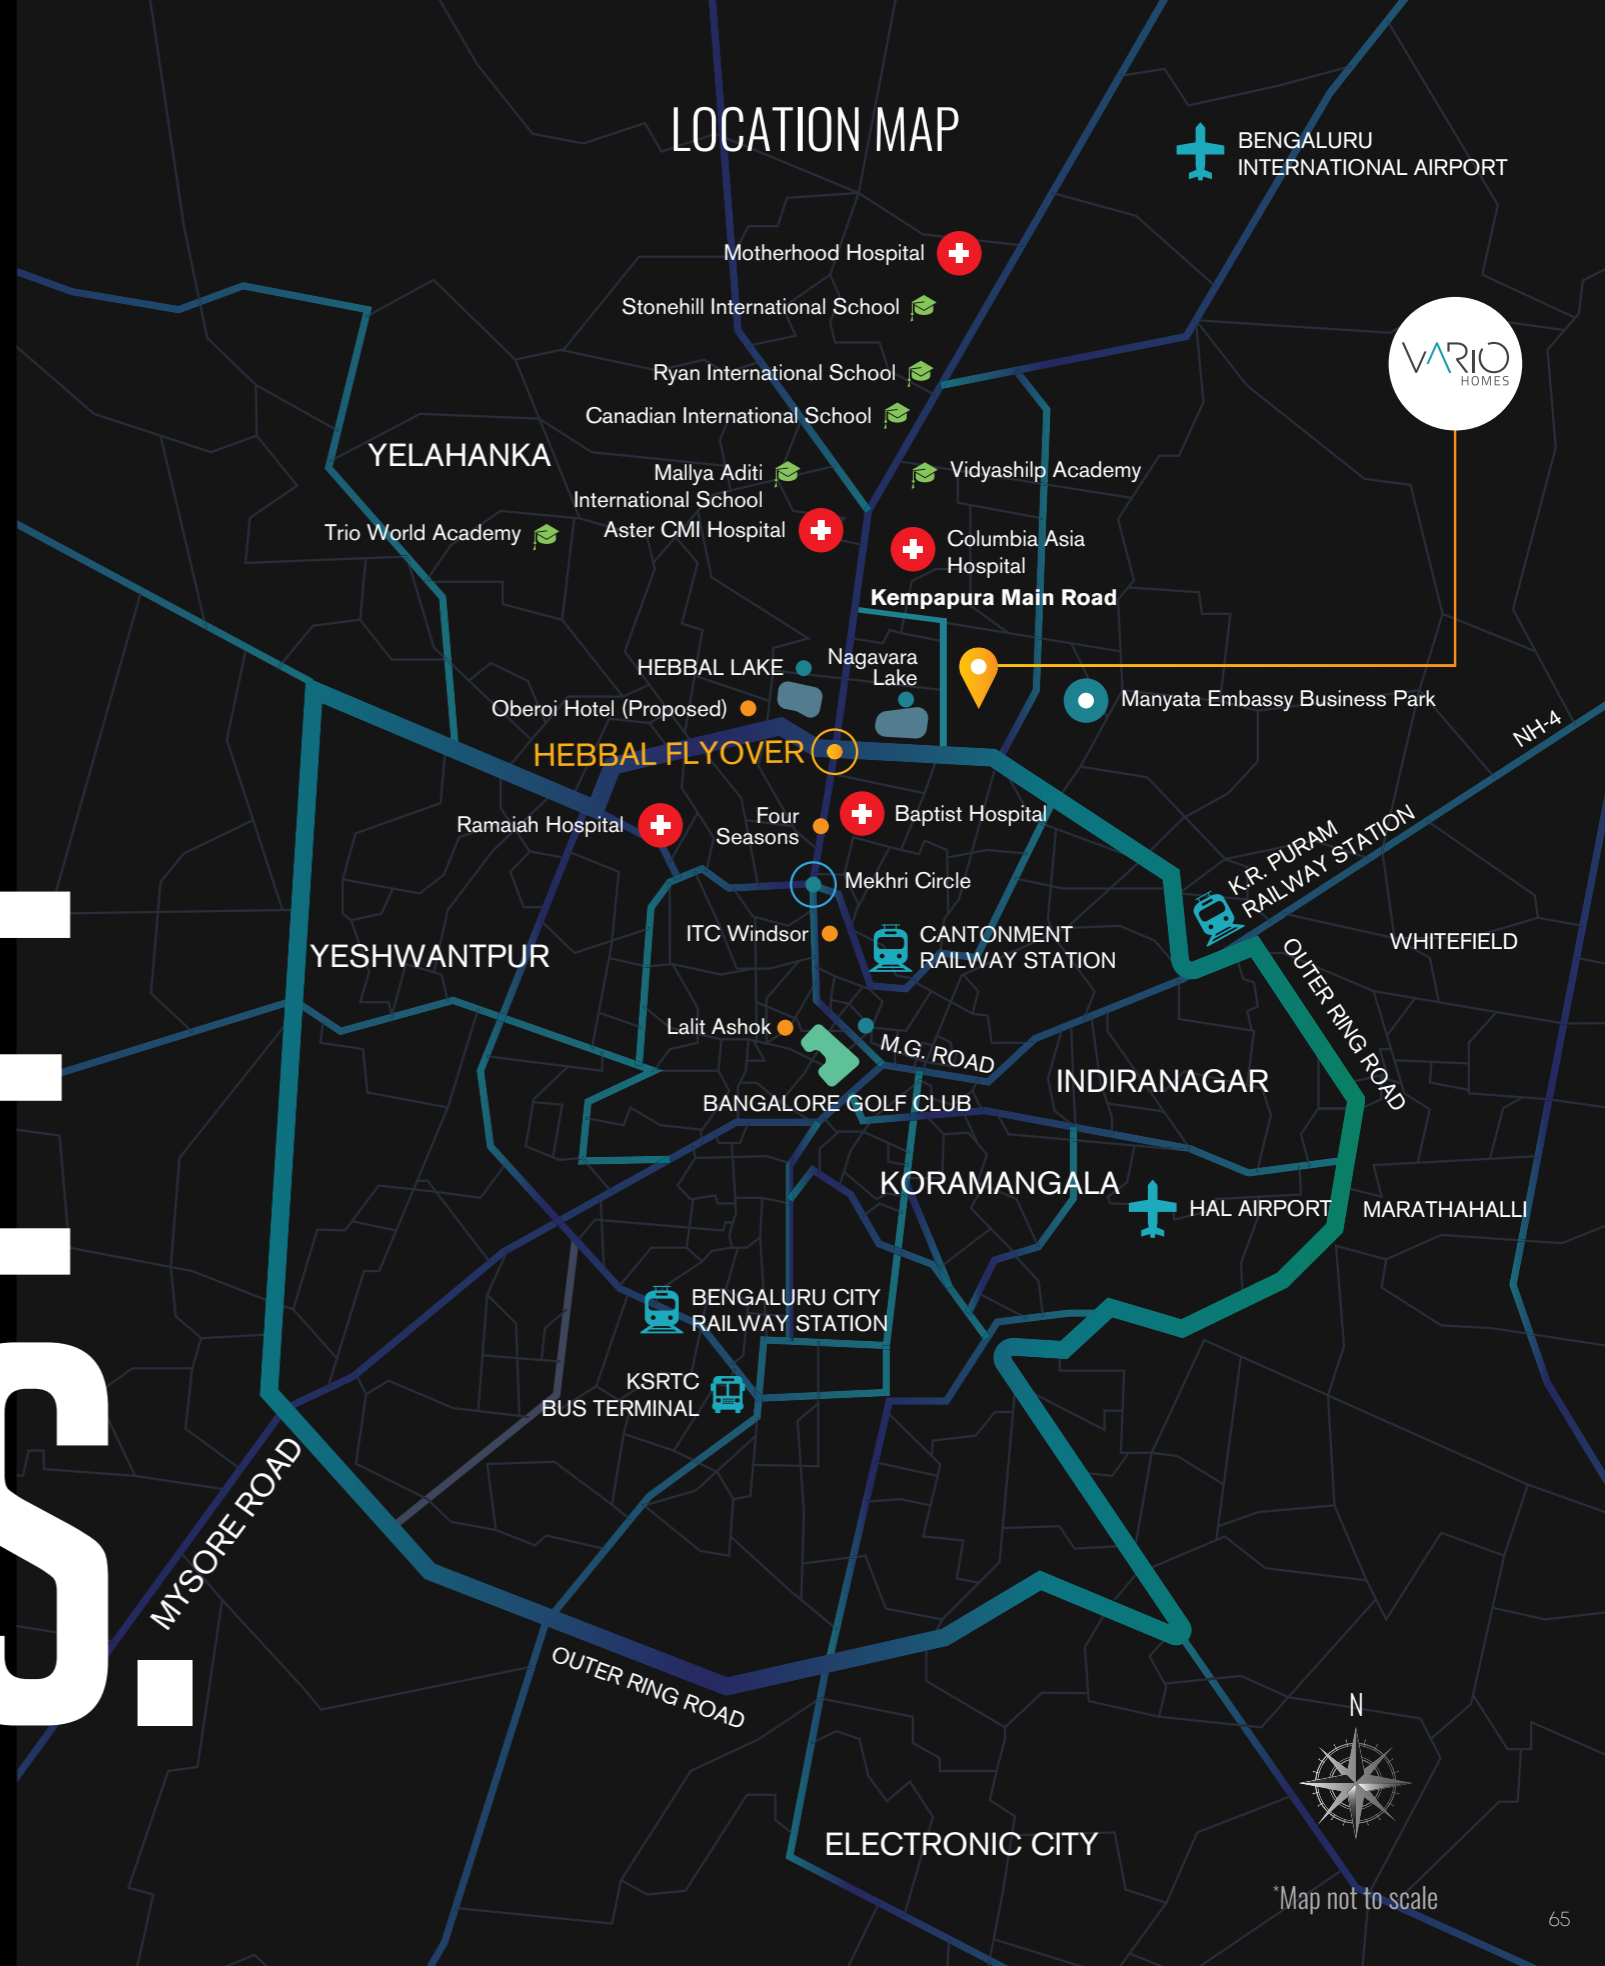 LOCATION MAP
BENGALURU
INTERNATIONAL AIRPORT
Motherhood Hospital
Stonehill International School
VARIO
HOMES
Ryan International School
Canadian International School
YELAHANKA
Mallya Aditi
International School
Vidyashilp Academy
Trio World Academy
Aster CMI Hospital
Columbia Asia
Hospital
Kempapura Main Road
HEBBAL LAKE
Nagavara
Lake
Oberoi Hotel (Proposed)
Manyata Embassy Business Park
NH-4
HEBBAL FLYOVER
Ramaiah Hospital
Four
Seasons
Baptist Hospital
K.R. PURAM
RAILWAY STATION
Mekhri Circle
ITC Windsor
CANTONMENT
RAILWAY STATION
WHITEFIELD
YESHWANTPUR
OUTER RING ROAD
Lalit Ashok
M.G. ROAD
INDIRANAGAR
BANGALORE GOLF CLUB
KORAMANGALA
HAL AIRPORT
MARATHAHALLI
BENGALURU CITY
RAILWAY STATION
KSRTC
BUS TERMINAL
MYSORE ROAD
S.
OUTER RING ROAD
N
ELECTRONIC CITY
*Map not to scale
65